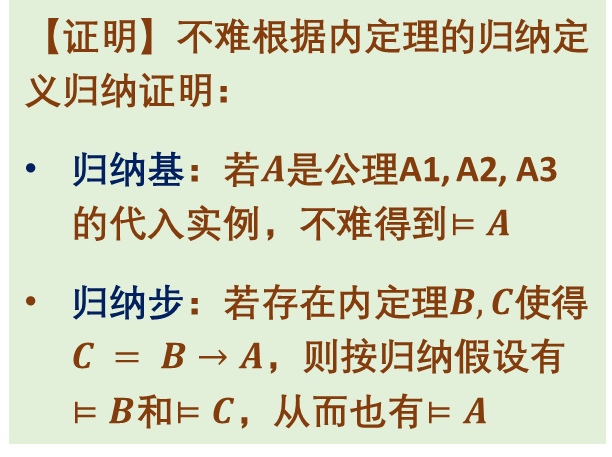 【证明】不难根据内定理的归纳定
义归纳证明：
• 归纳基：若A是公理A1, A2, A3
的代入实例，不难得到⊨ A
• 归纳步：若存在内定理B, C使得
C = B → A，则按归纳假设有
⊨ B和⊨ C，从而也有⊨ A